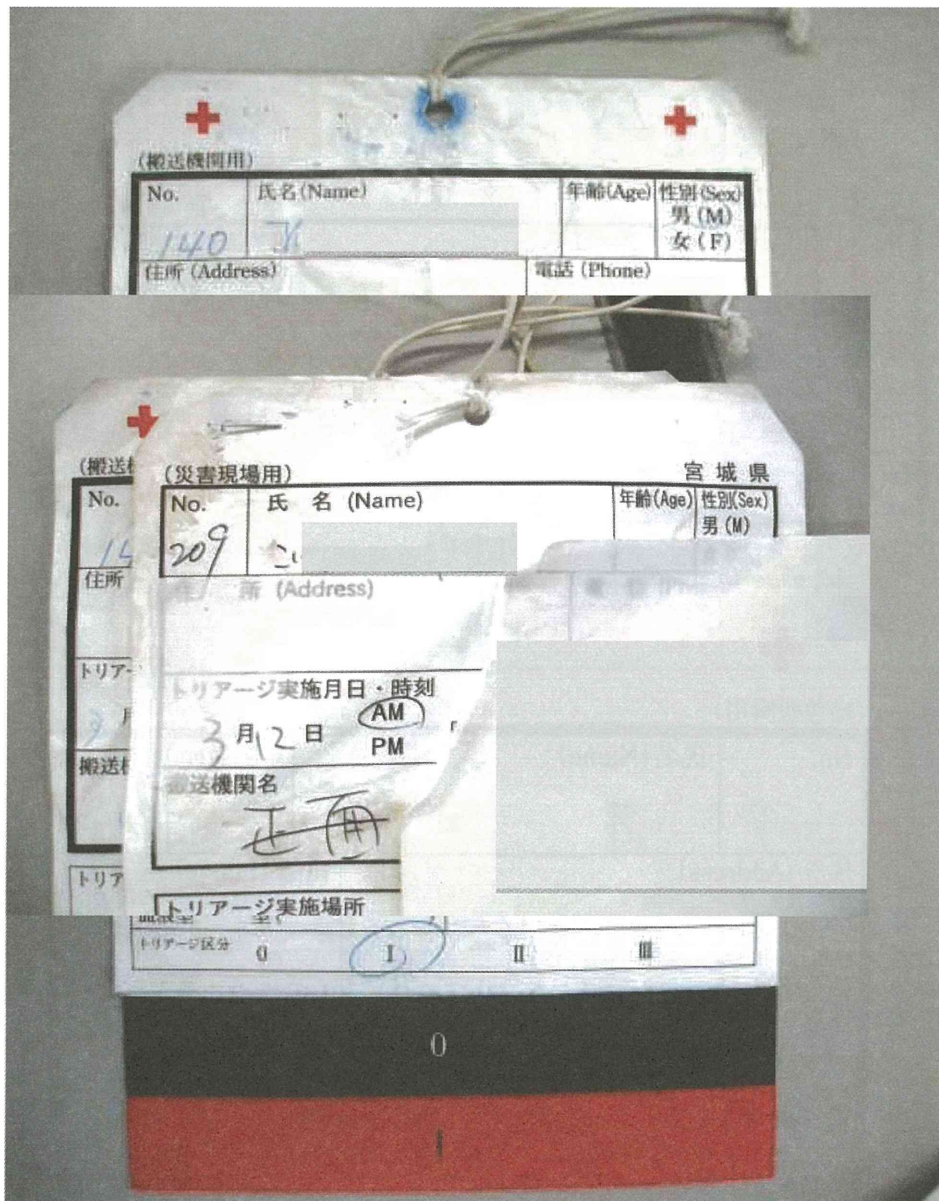 (搬送機関用)
No. 氏名(Name) 年齢(Age) 性別(Sex)
男(M)
140 女(F)
住所 (Address) 電話 (Phone)
(搬送 (災害現場用) 宮城県
No. No. 氏 名 (Name) 年齢(Age) 性別(Sex)
男(M)
209 こ
住所 所 (Address)
トリアー トリアージ実施月日・時刻
3月12日 AM
PM
搬送機 搬送機関名
トリア トリアージ実施場所
トリアージ区分 0 I II III
0
I